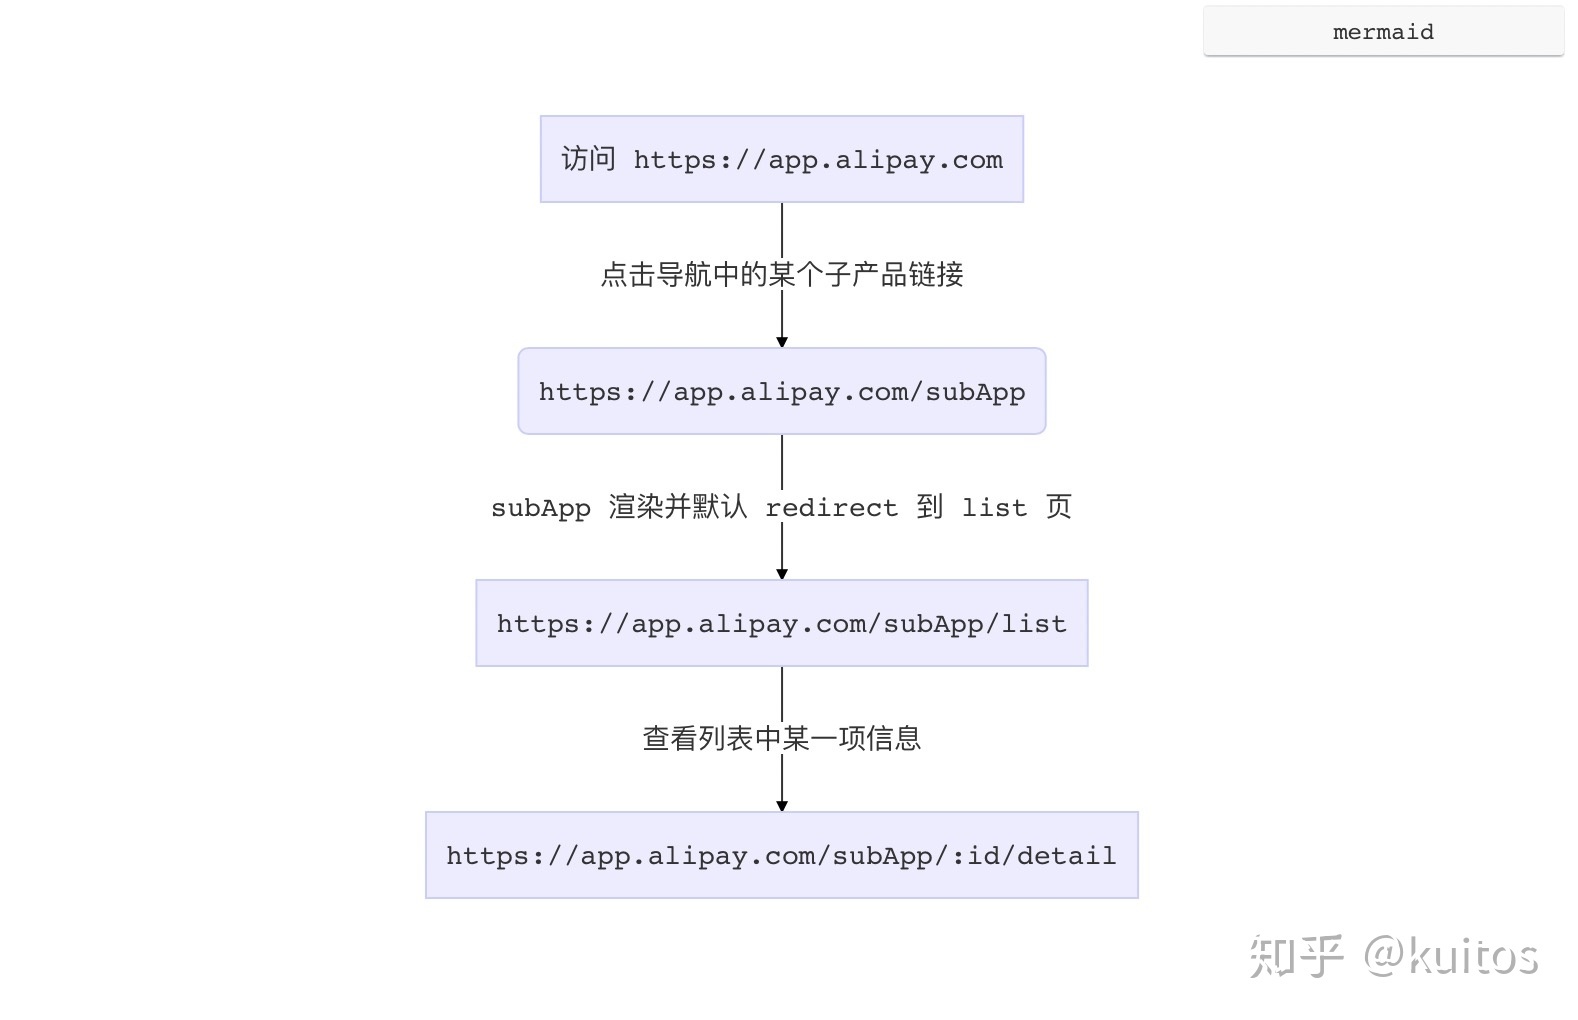 mermaid
访问 https://app.alipay.com
点击导航中的某个子产品链接
https://app.alipay.com/subApp
subApp 渲染并默认 redirect 到 list 页
https://app.alipay.com/subApp/list
查看列表中某一项信息
https://app.alipay.com/subApp/:id/detail
知乎 @kuitos